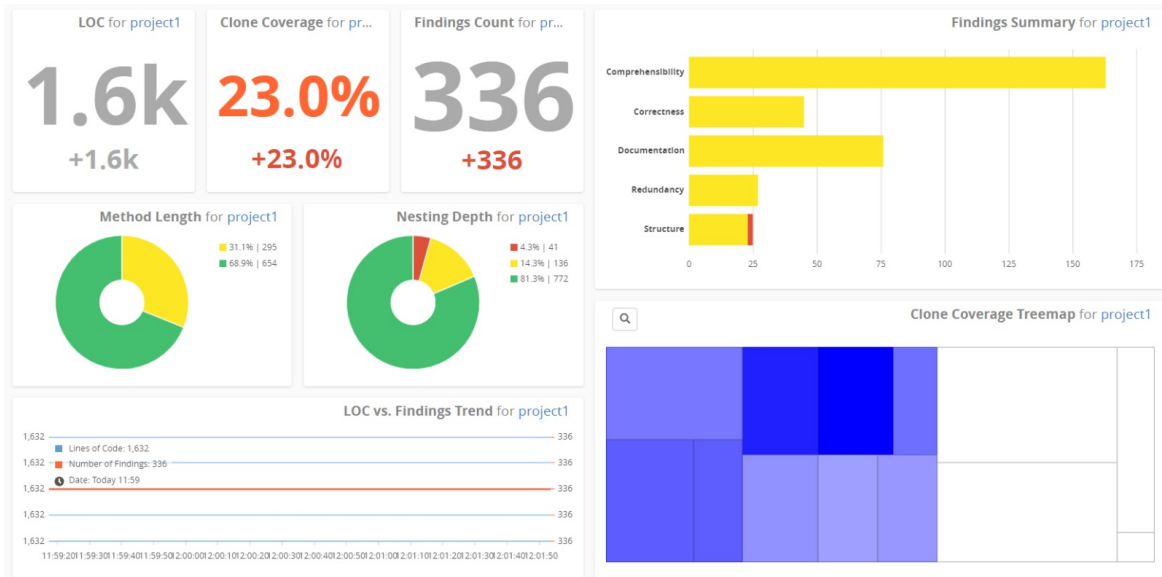 LOC for project1
1.6k
+1.6k
Clone Coverage for pr...
23.0%
+23.0%
Findings Count for pr...
336
+336
Findings Summary for project1
Comprehensibility
Correctness
Documentation
Redundancy
Structure
0 25 50 75 100 125 150 175
Method Length for project1
31.1% | 295
68.9% | 654
Nesting Depth for project1
4.3% | 41
14.3% | 136
81.3% | 772
Clone Coverage Treemap for project1
LOC vs. Findings Trend for project1
1,632 336
Lines of Code: 1,632
1,632 Number of Findings: 336 336
Date: Today 11:59
1,632 336
1,632 336
1,632 336
11:59:20 11:59:30 11:59:40 11:59:50 12:00:00 12:00:10 12:00:20 12:00:30 12:00:40 12:00:50 12:01:00 12:01:10 12:01:20 12:01:30 12:01:40 12:01:50